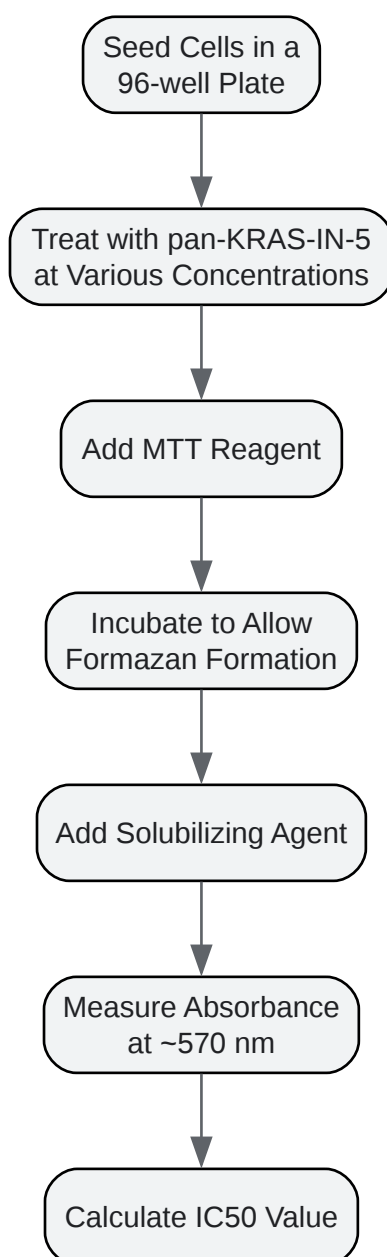 Seed Cells in a
96-well Plate
Treat with pan-KRAS-IN-5
at Various Concentrations
Add MTT Reagent
Incubate to Allow
Formazan Formation
Add Solubilizing Agent
Measure Absorbance
at ~570 nm
Calculate IC50 Value